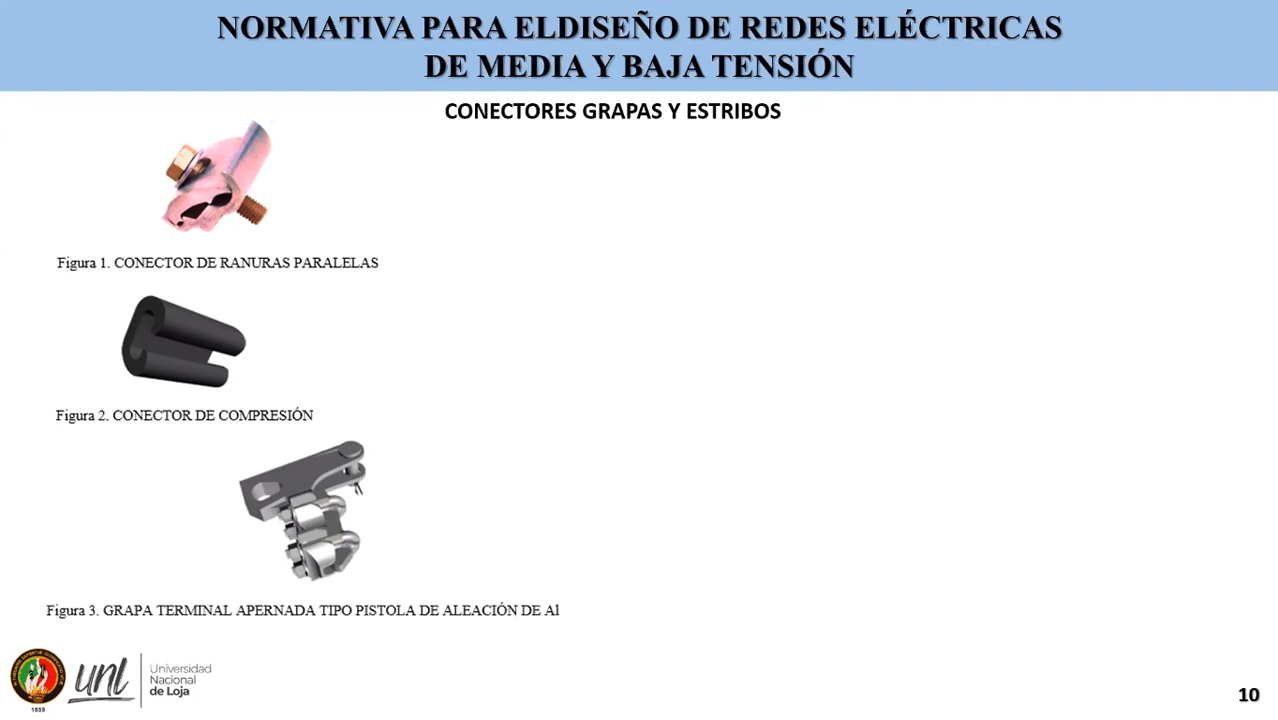 NORMATIVA PARA ELDISEÑO DE REDES ELÉCTRICAS
DE MEDIA Y BAJA TENSIÓN
CONECTORES GRAPAS Y ESTRIBOS
Figura 1. CONECTOR DE RANURAS PARALELAS
Figura 2. CONECTOR DE COMPRESIÓN
Figura 3. GRAPA TERMINAL APERNADA TIPO PISTOLA DE ALEACIÓN DE Al
1859
unl
Universidad
Nacional
de Loja
10